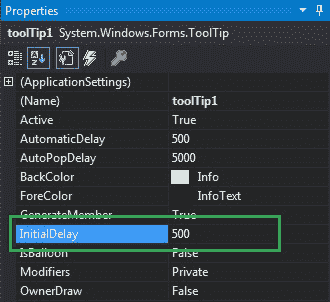 Properties
toolTip1 System.Windows.Forms.ToolTip
(ApplicationSettings)
(Name) toolTip1
Active True
AutomaticDelay 500
AutoPopDelay 5000
BackColor Info
ForeColor InfoText
GenerateMember True
InitialDelay 500
IsBalloon False
Modifiers Private
OwnerDraw False